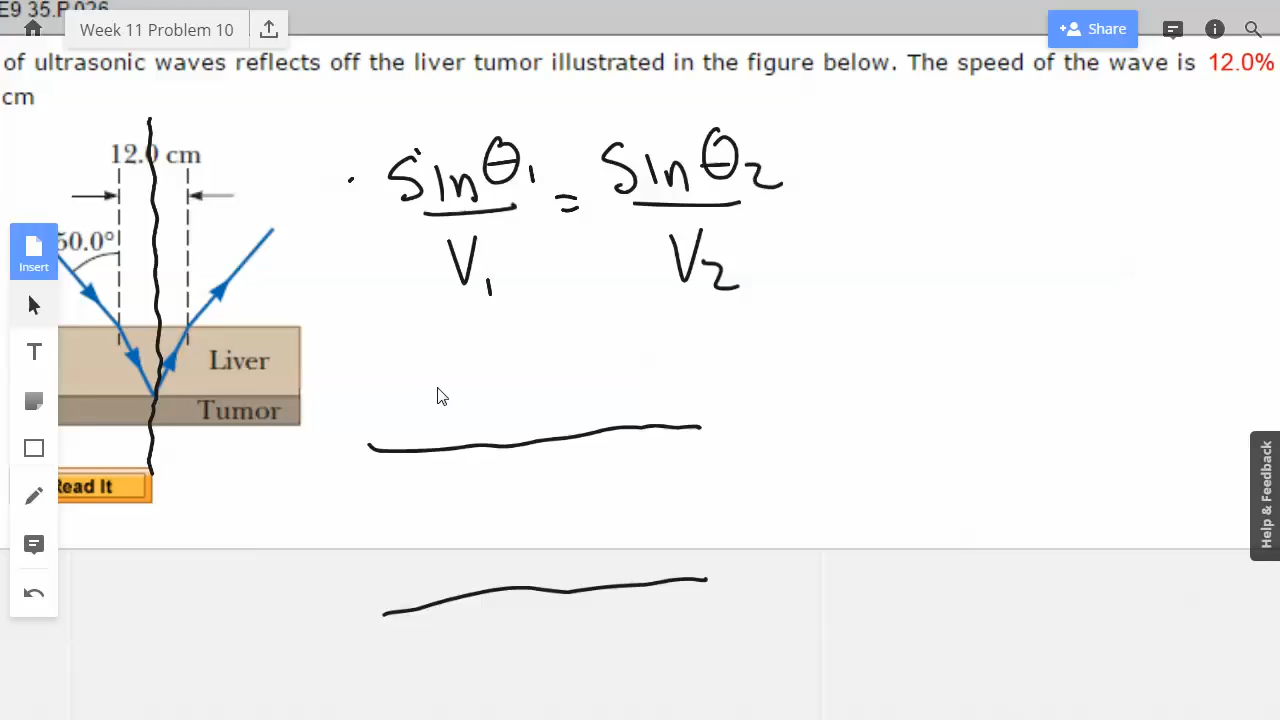 E9 35.P.026
Week 11 Problem 10
Share
of ultrasonic waves reflects off the liver tumor illustrated in the figure below. The speed of the wave is 12.0%
cm
12.0 cm
50.0°
Insert
T
Liver
Tumor
Read It
sinθ1 = sinθ2
V1 V2
Help & Feedback